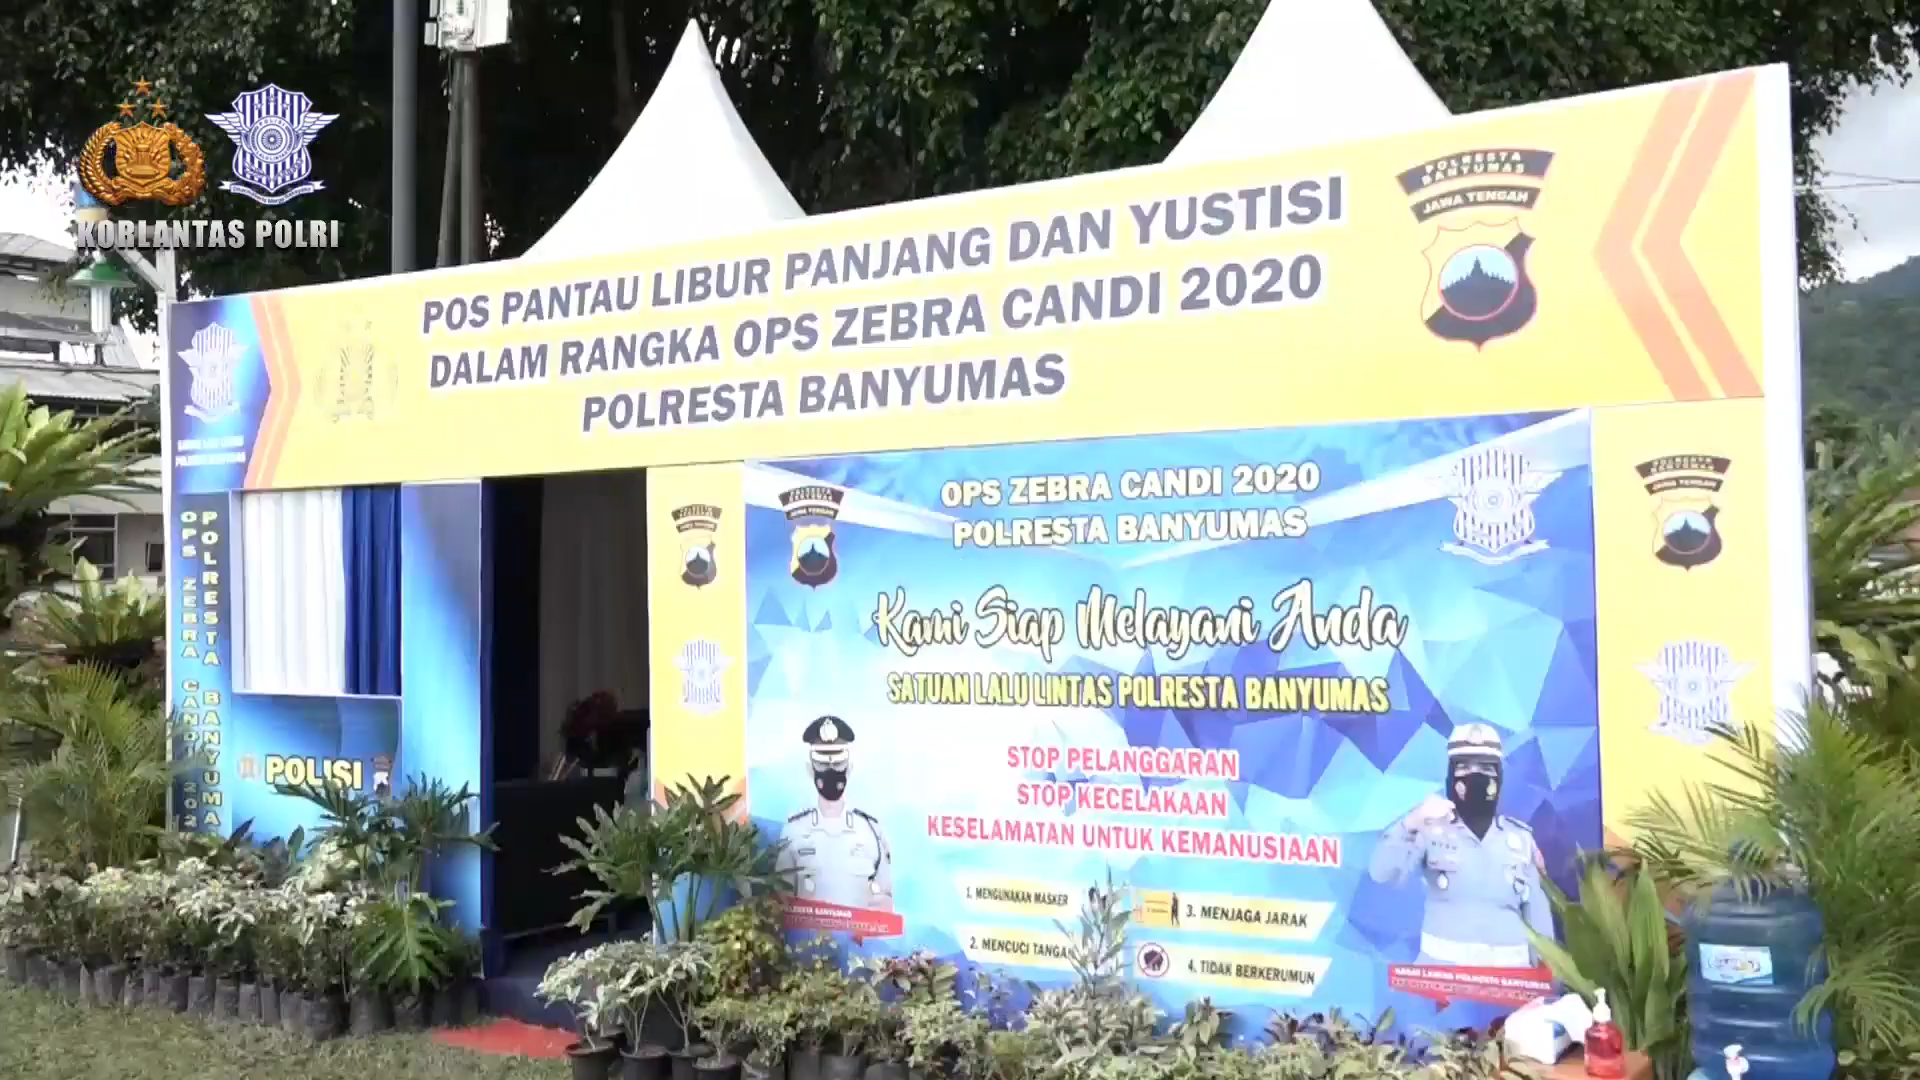 KORLANTAS POLRI
POLRESTA
BANYUMAS
JAWA TENGAH
POS PANTAU LIBUR PANJANG DAN YUSTISI
DALAM RANGKA OPS ZEBRA CANDI 2020
POLRESTA BANYUMAS
OPS ZEBRA CANDI 202
POLRESTA BANYUMA
POLISI
OPS ZEBRA CANDI 2020
POLRESTA BANYUMAS
Kami Siap Melayani Anda
SATUAN LALU LINTAS POLRESTA BANYUMAS
STOP PELANGGARAN
STOP KECELAKAAN
KESELAMATAN UNTUK KEMANUSIAAN
1. MENGUNAKAN MASKER
2. MENCUCI TANGAN
3. MENJAGA JARAK
4. TIDAK BERKERUMUN